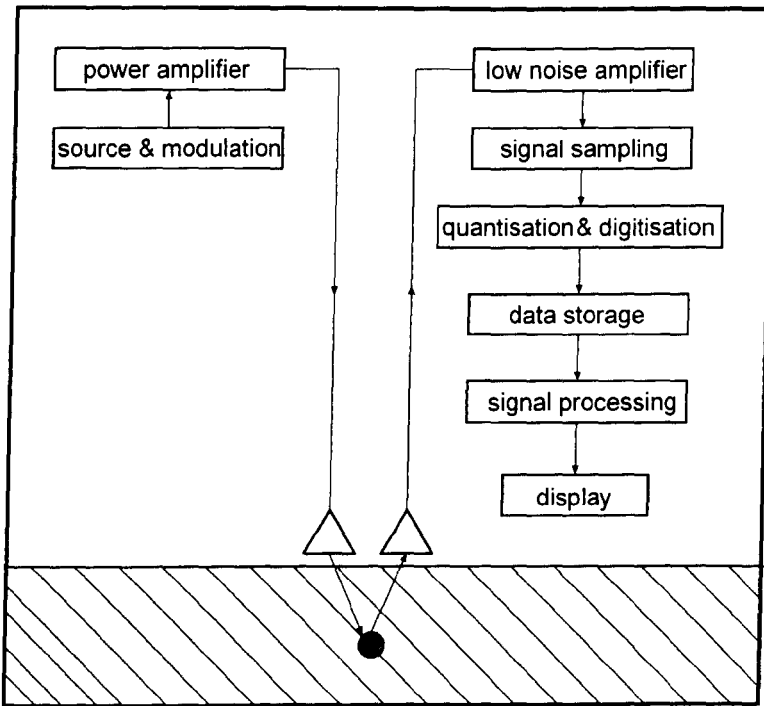 power amplifier
source & modulation
low noise amplifier
signal sampling
quantisation & digitisation
data storage
signal processing
display